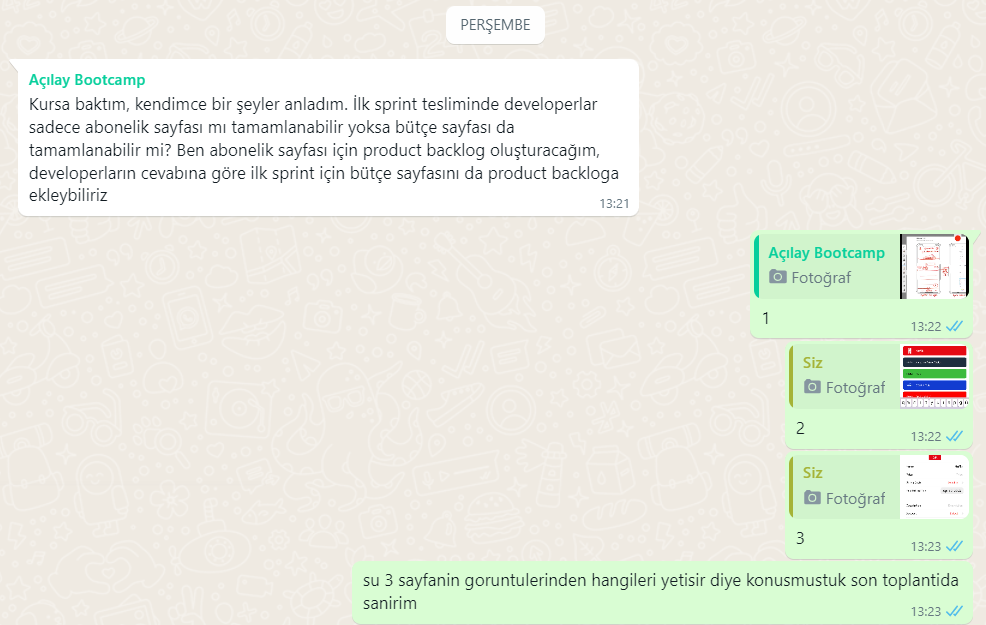 PERŞEMBE
Açılay Bootcamp
Kursa baktım, kendimce bir şeyler anladım. İlk sprint tesliminde developerlar
sadece abonelik sayfası mı tamamlanabilir yoksa bütçe sayfası da
tamamlanabilir mi? Ben abonelik sayfası için product backlog oluşturacağım,
developerların cevabına göre ilk sprint için bütçe sayfasını da product backloga
ekleybiliriz
13:21
Açılay Bootcamp
Fotoğraf
1
13:22
Siz
Fotoğraf
2
13:22
Siz
Fotoğraf
3
13:23
su 3 sayfanin goruntulerinden hangileri yetisir diye konusmustuk son toplantida
sanirim
13:23